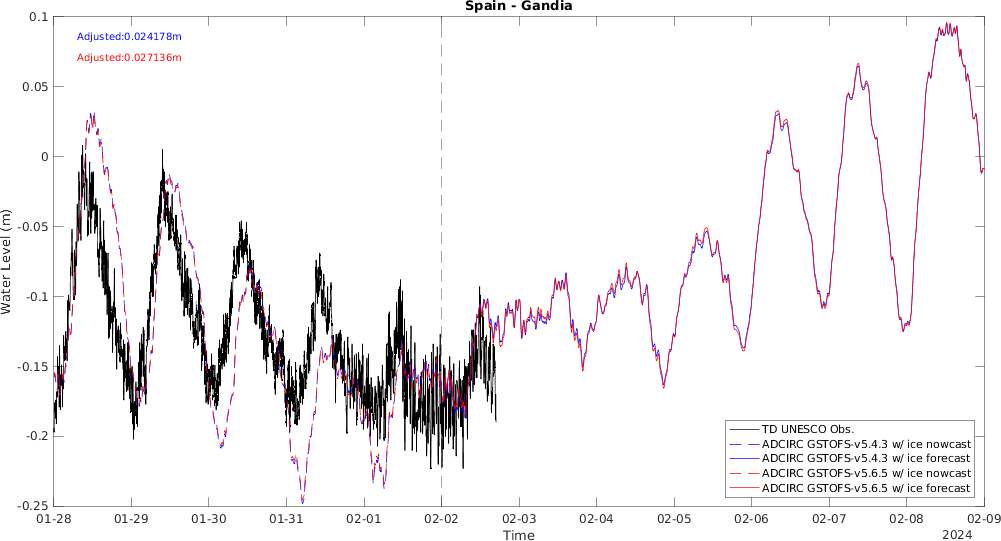 Spain - Gandia
Adjusted:0.024178m
Adjusted:0.027136m
0.1
0.05
0
-0.05
-0.1
-0.15
-0.2
-0.25
Water Level (m)
01-28 01-29 01-30 01-31 02-01 02-02 02-03 02-04 02-05 02-06 02-07 02-08 02-09
Time
2024
TD UNESCO Obs.
ADCIRC GSTOFS-v5.4.3 w/ ice nowcast
ADCIRC GSTOFS-v5.4.3 w/ ice forecast
ADCIRC GSTOFS-v5.6.5 w/ ice nowcast
ADCIRC GSTOFS-v5.6.5 w/ ice forecast